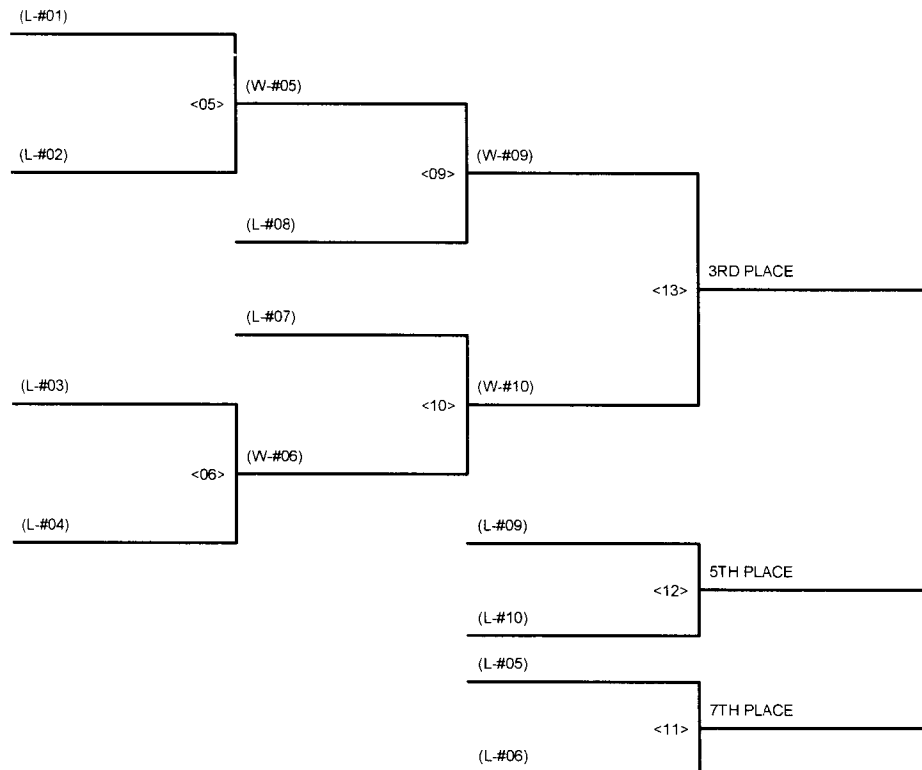 (L-#01)
(W-#05)
<05>
(L-#02)
(W-#09)
<09>
(L-#08)
3RD PLACE
<13>
(L-#07)
(L-#03)
(W-#10)
<10>
(W-#06)
<06>
(L-#04)
(L-#09)
5TH PLACE
<12>
(L-#10)
(L-#05)
7TH PLACE
<11>
(L-#06)